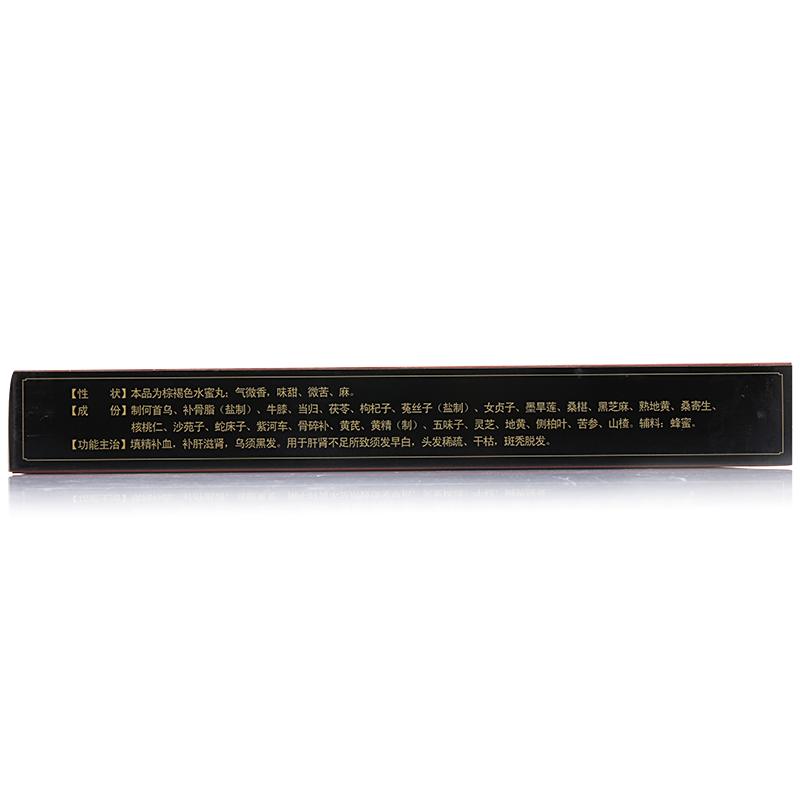 【性　　状】本品为棕褐色水蜜丸；气微香，味甜、微苦、麻。
【成　　份】制何首乌、补骨脂（盐制）、牛膝、当归、茯苓、枸杞子、菟丝子（盐制）、女贞子、墨旱莲、桑椹、黑芝麻、熟地黄、桑寄生、
核桃仁、沙苑子、蛇床子、紫河车、骨碎补、黄芪、黄精（制）、五味子、灵芝、地黄、侧柏叶、苦参、山楂。辅料：蜂蜜。
【功能主治】填精补血，补肝滋肾，乌须黑发。用于肝肾不足所致须发早白，头发稀疏、干枯，斑秃脱发。